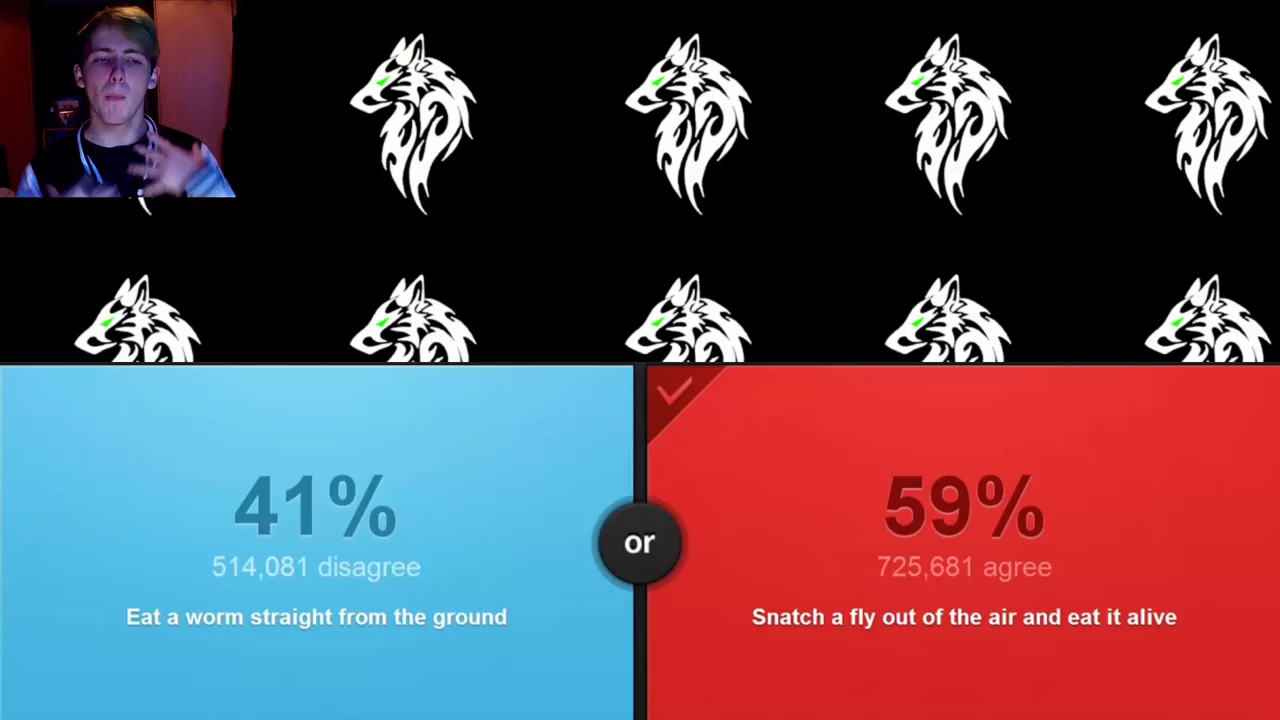 41%
514,081 disagree
Eat a worm straight from the ground
or
59%
725,681 agree
Snatch a fly out of the air and eat it alive